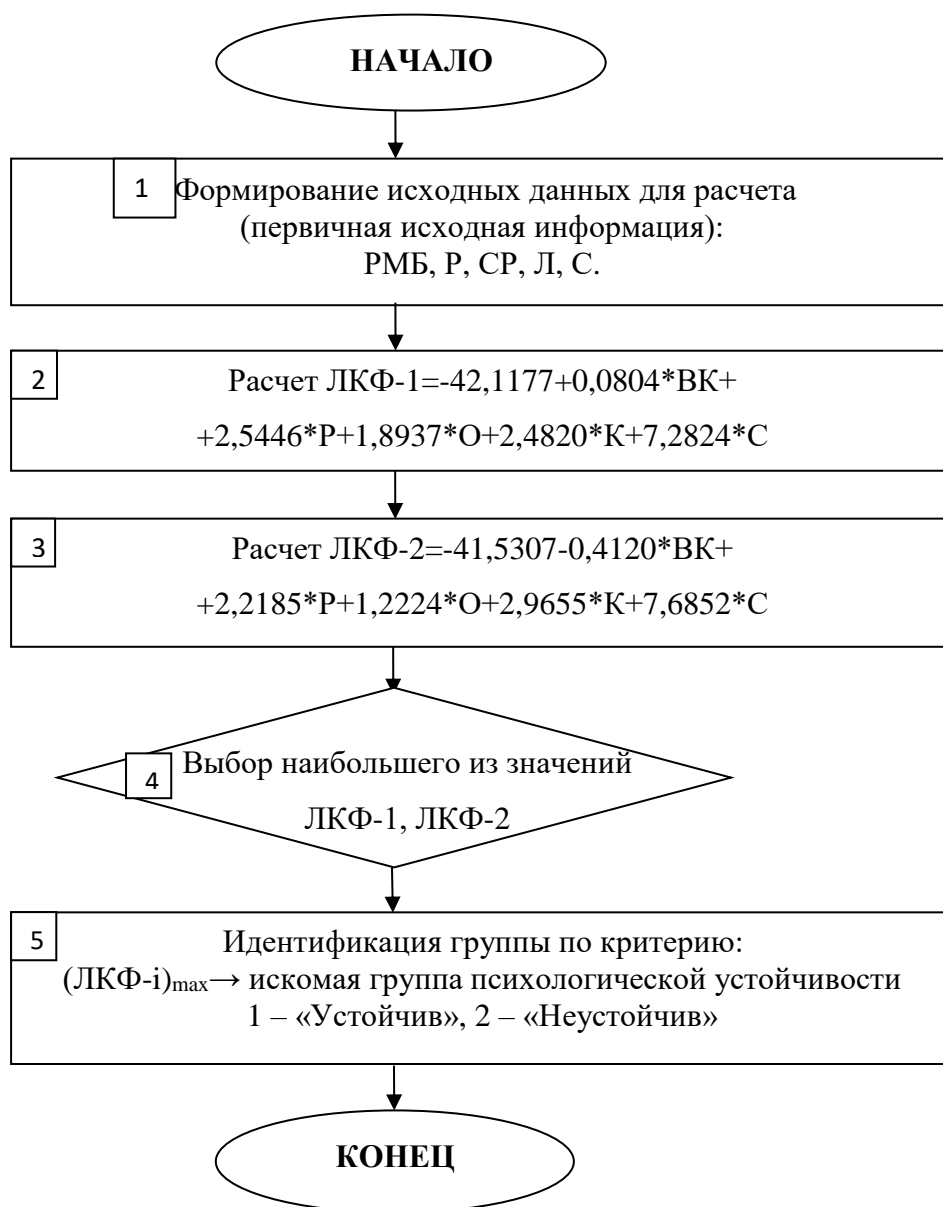 НАЧАЛО
1
Формирование исходных данных для расчета
(первичная исходная информация):
РМБ, Р, СР, Л, С.
2
Расчет ЛКФ-1=-42,1177+0,0804*ВК+
+2,5446*Р+1,8937*О+2,4820*К+7,2824*С
3
Расчет ЛКФ-2=-41,5307-0,4120*ВК+
+2,2185*Р+1,2224*О+2,9655*К+7,6852*С
4
Выбор наибольшего из значений
ЛКФ-1, ЛКФ-2
5
Идентификация группы по критерию:
(ЛКФ-i)max→ искомая группа психологической устойчивости
1 – «Устойчив», 2 – «Неустойчив»
КОНЕЦ